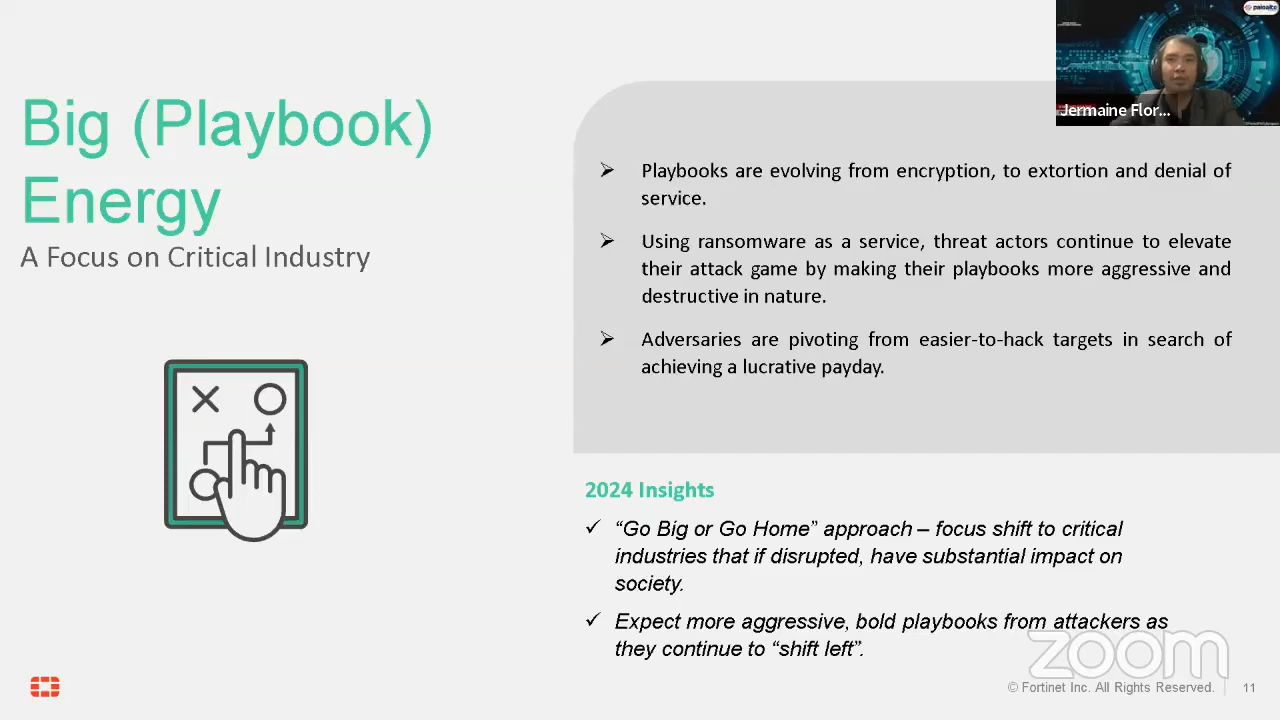 paloalto
Jermaine Flor...
Big (Playbook)
Energy
A Focus on Critical Industry
➢ Playbooks are evolving from encryption, to extortion and denial of
service.
➢ Using ransomware as a service, threat actors continue to elevate
their attack game by making their playbooks more aggressive and
destructive in nature.
➢ Adversaries are pivoting from easier-to-hack targets in search of
achieving a lucrative payday.
2024 Insights
✓ “Go Big or Go Home” approach – focus shift to critical
industries that if disrupted, have substantial impact on
society.
✓ Expect more aggressive, bold playbooks from attackers as
they continue to “shift left”.
zoom
© Fortinet Inc. All Rights Reserved.
11